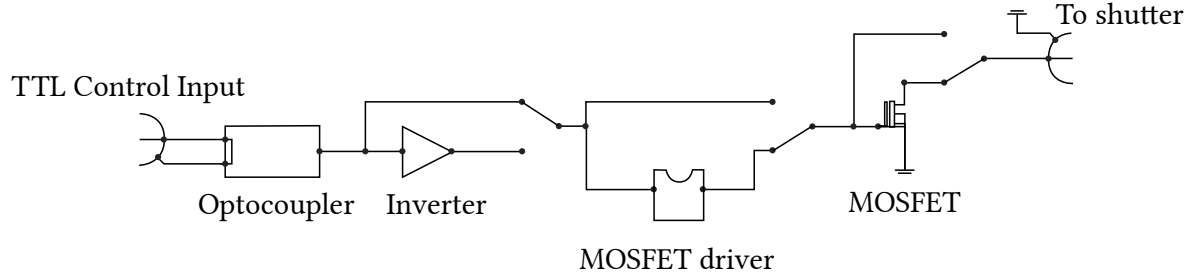 To shutter
TTL Control Input
Optocoupler
Inverter
MOSFET
MOSFET driver